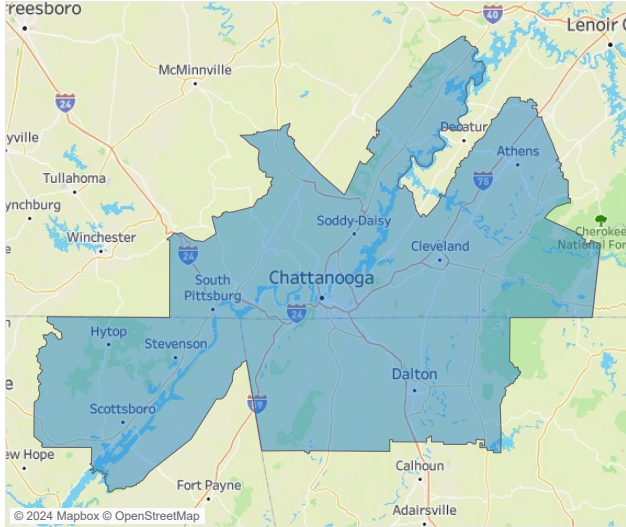 reesboro
40
Lenoir C
McMinnville
24
Decatur
yville
Athens
Tullahoma
75
ynchburg
Soddy-Daisy
Cherokee
National For
Winchester
Cleveland
e
24
South
Pittsburg
Chattanooga
24
n
Hytop
Stevenson
Dalton
e
Scottsboro
59
ew Hope
Calhoun
Fort Payne
Adairsville
© 2024 Mapbox © OpenStreetMap